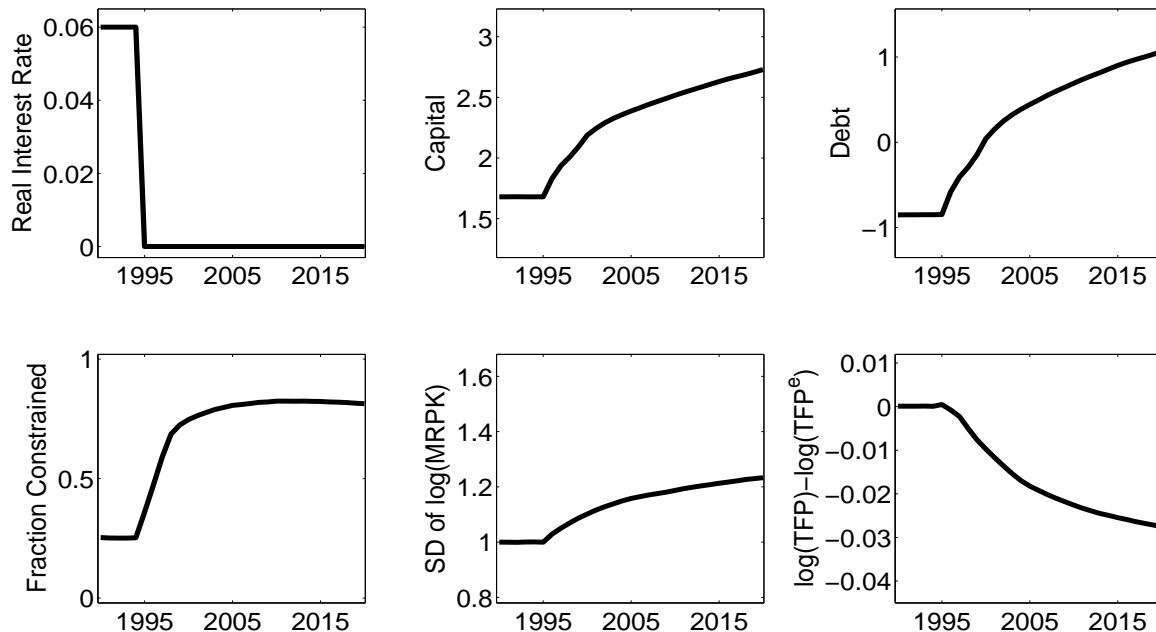 Real Interest Rate
0.06
0.04
0.02
0
1995 2005 2015
Capital
3
2.5
2
1.5
1995 2005 2015
Debt
1
0
−1
1995 2005 2015
Fraction Constrained
1
0.5
0
1995 2005 2015
SD of log(MRPK)
1.6
1.4
1.2
1
0.8
1995 2005 2015
log(TFP)−log(TFPᵉ)
0.01
0
−0.01
−0.02
−0.03
−0.04
1995 2005 2015